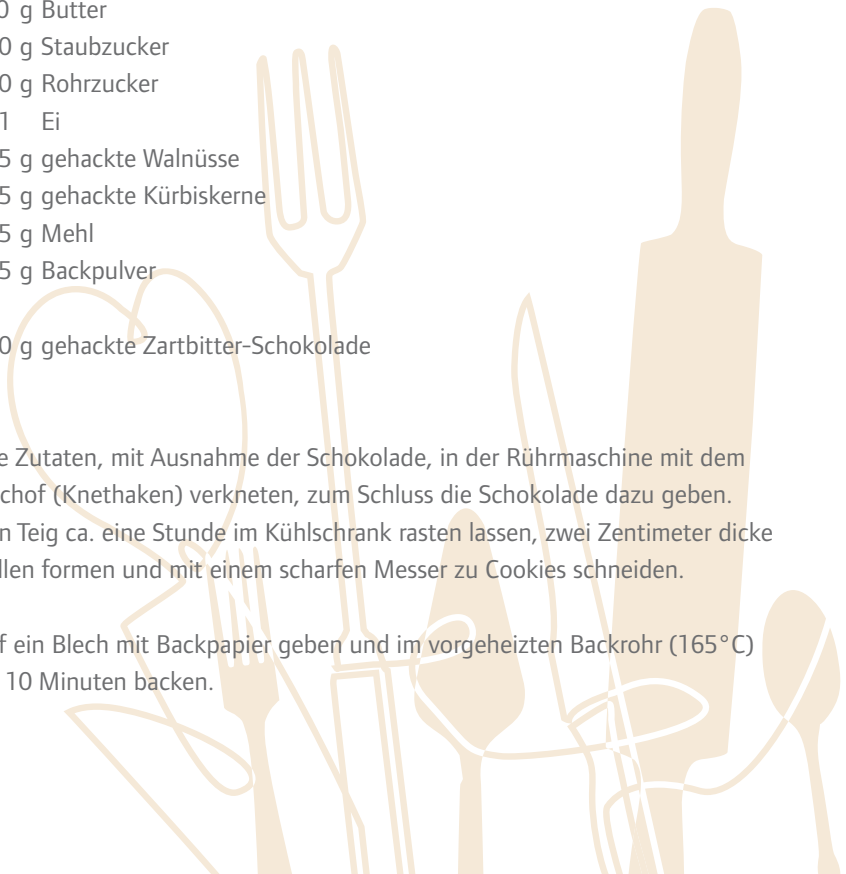 0 g Butter
0 g Staubzucker
0 g Rohrzucker
1 Ei
5 g gehackte Walnüsse
5 g gehackte Kürbiskerne
5 g Mehl
5 g Backpulver
0 g gehackte Zartbitter-Schokolade
e Zutaten, mit Ausnahme der Schokolade, in der Rührmaschine mit dem
chof (Knethaken) verkneten, zum Schluss die Schokolade dazu geben.
n Teig ca. eine Stunde im Kühlschrank rasten lassen, zwei Zentimeter dicke
llen formen und mit einem scharfen Messer zu Cookies schneiden.
f ein Blech mit Backpapier geben und im vorgeheizten Backrohr (165°C)
10 Minuten backen.